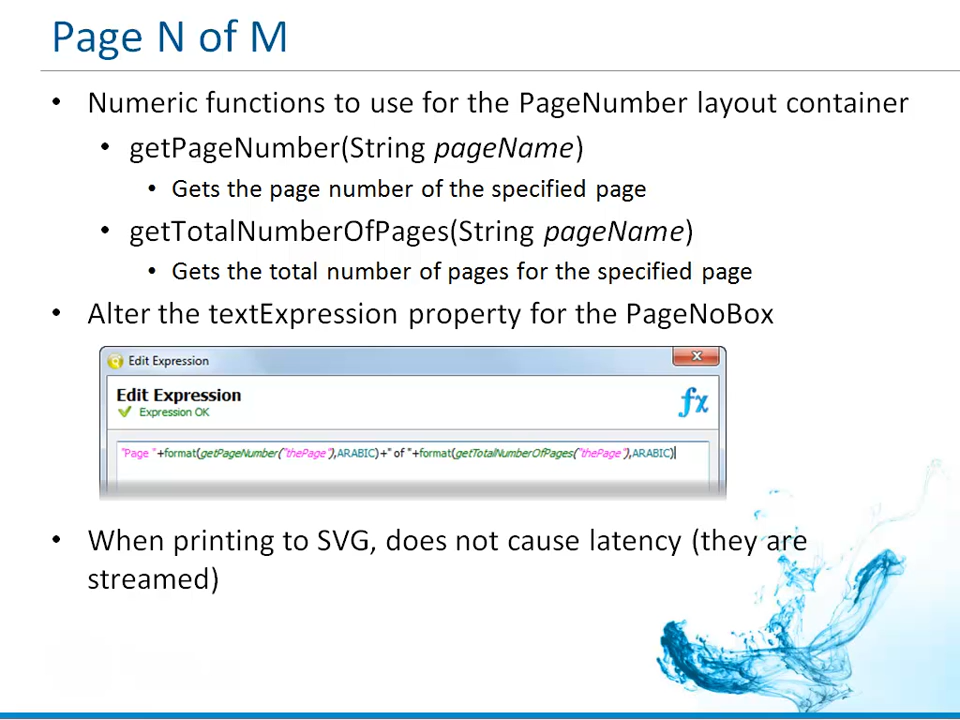 Page N of M
• Numeric functions to use for the PageNumber layout container
• getPageNumber(String pageName)
• Gets the page number of the specified page
• getTotalNumberOfPages(String pageName)
• Gets the total number of pages for the specified page
• Alter the textExpression property for the PageNoBox
Edit Expression
Edit Expression
fx
Expression OK
"Page "+format(getPageNumber("thePage"),ARABIC)+" of "+format(getTotalNumberOfPages("thePage"),ARABIC)
• When printing to SVG, does not cause latency (they are
streamed)